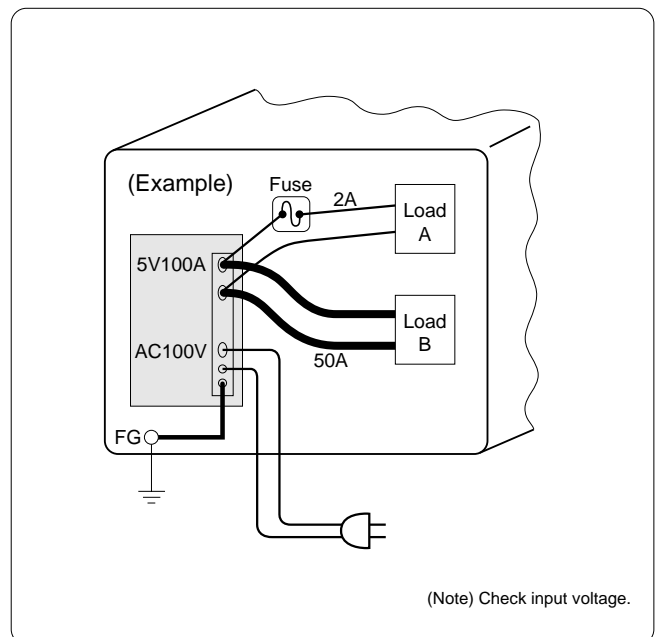 (Example)
Fuse
2A
Load
A
5V100A
Load
B
50A
AC100V
FG
(Note) Check input voltage.